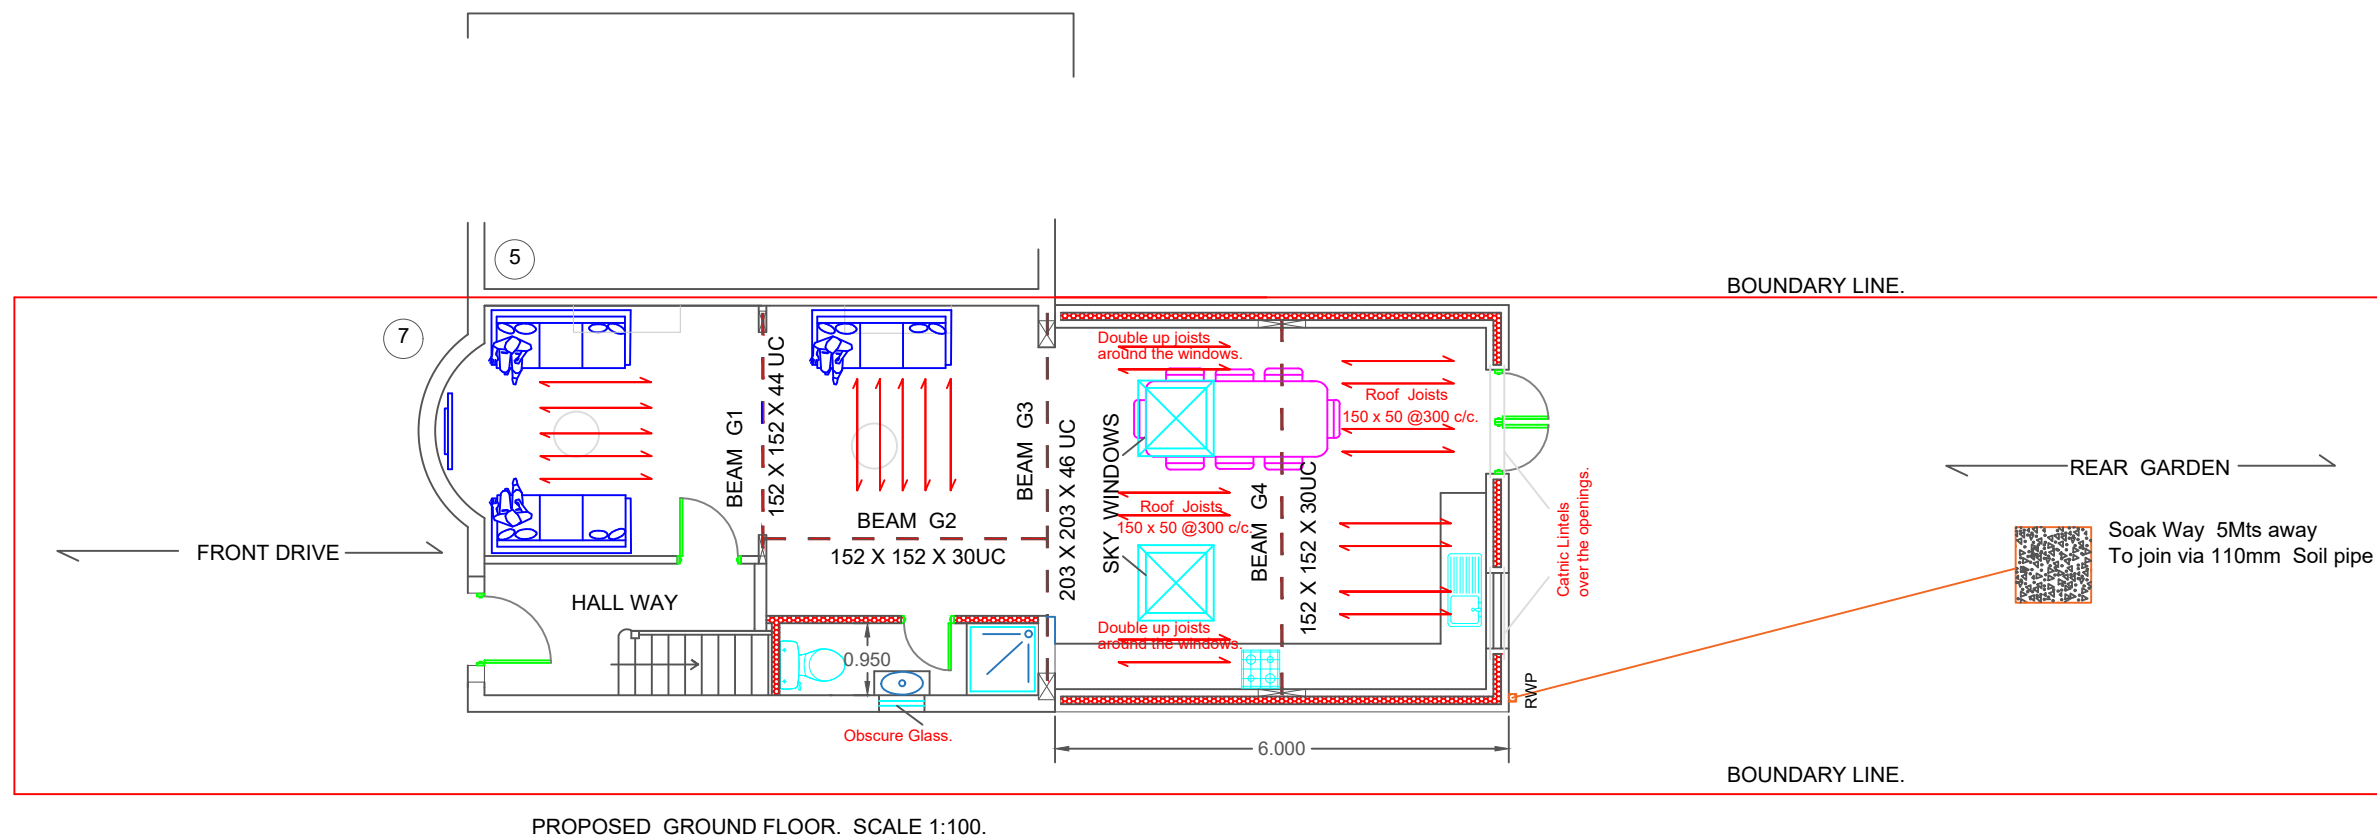 5
BOUNDARY LINE.
7
Double up joists
around the windows.
BEAM G1
152 X 152 X 44 UC
BEAM G3
203 X 203 X 46 UC
SKY WINDOWS
BEAM G4
152 X 152 X 30UC
Roof Joists
150 x 50 @300 c/c.
REAR GARDEN
Catnic Lintels
over the openings.
Roof Joists
150 x 50 @300 c/c.
BEAM G2
152 X 152 X 30UC
FRONT DRIVE
Soak Way 5Mts away
To join via 110mm Soil pipe
HALL WAY
Double up joists
around the windows.
0.950
RWP
Obscure Glass.
6.000
BOUNDARY LINE.
PROPOSED GROUND FLOOR. SCALE 1:100.